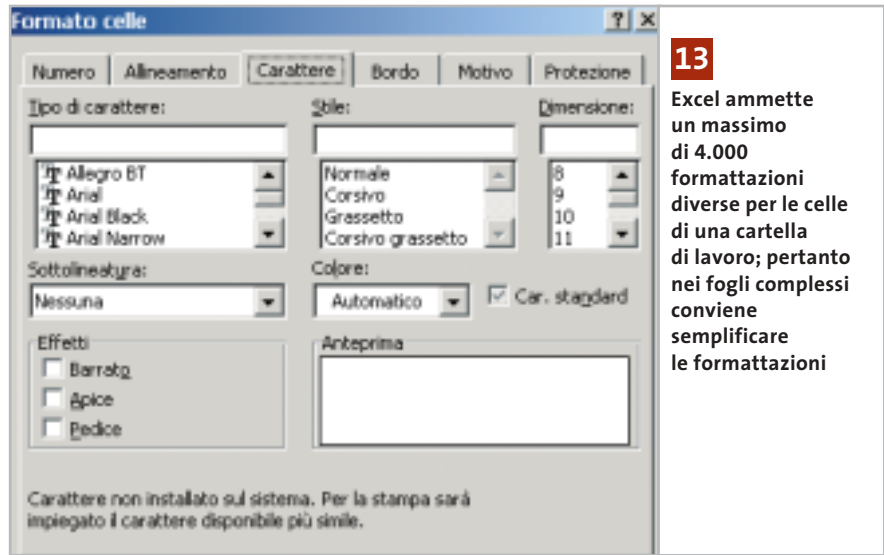 Formato celle
Numero Allineamento Carattere Bordo Motivo Protezione
Tipo di carattere: Stile: Dimensione:
Allegro BT Normale 8
Arial Corsivo 9
Arial Black Grassetto 10
Arial Narrow Corsivo grassetto 11
Sottolineatura: Colore:
Nessuna Automatico Car. standard
Effetti Anteprima
Barrato
Apice
Pedice
Carattere non installato sul sistema. Per la stampa sarà
impiegato il carattere disponibile più simile.
13
Excel ammette
un massimo
di 4.000
formattazioni
diverse per le celle
di una cartella
di lavoro; pertanto
nei fogli complessi
conviene
semplificare
le formattazioni